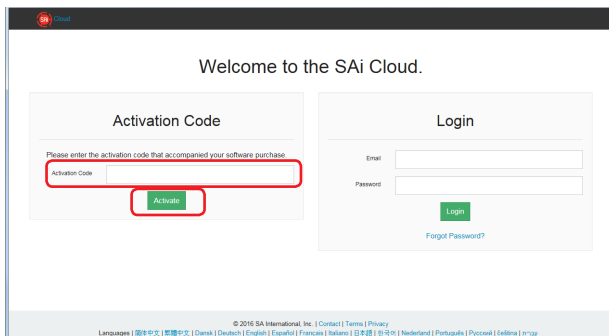 SAi Cloud
Welcome to the SAi Cloud.
Activation Code
Please enter the activation code that accompanied your software purchase.
Activation Code
Activate
Login
Email
Password
Login
Forgot Password?
© 2016 SA International, Inc. | Contact | Terms | Privacy
Languages | 简体中文 | 繁體中文 | Dansk | Deutsch | English | Español | Français | Italiano | 日本語 | 한국어 | Nederland | Português | Русский | čeština | עברית